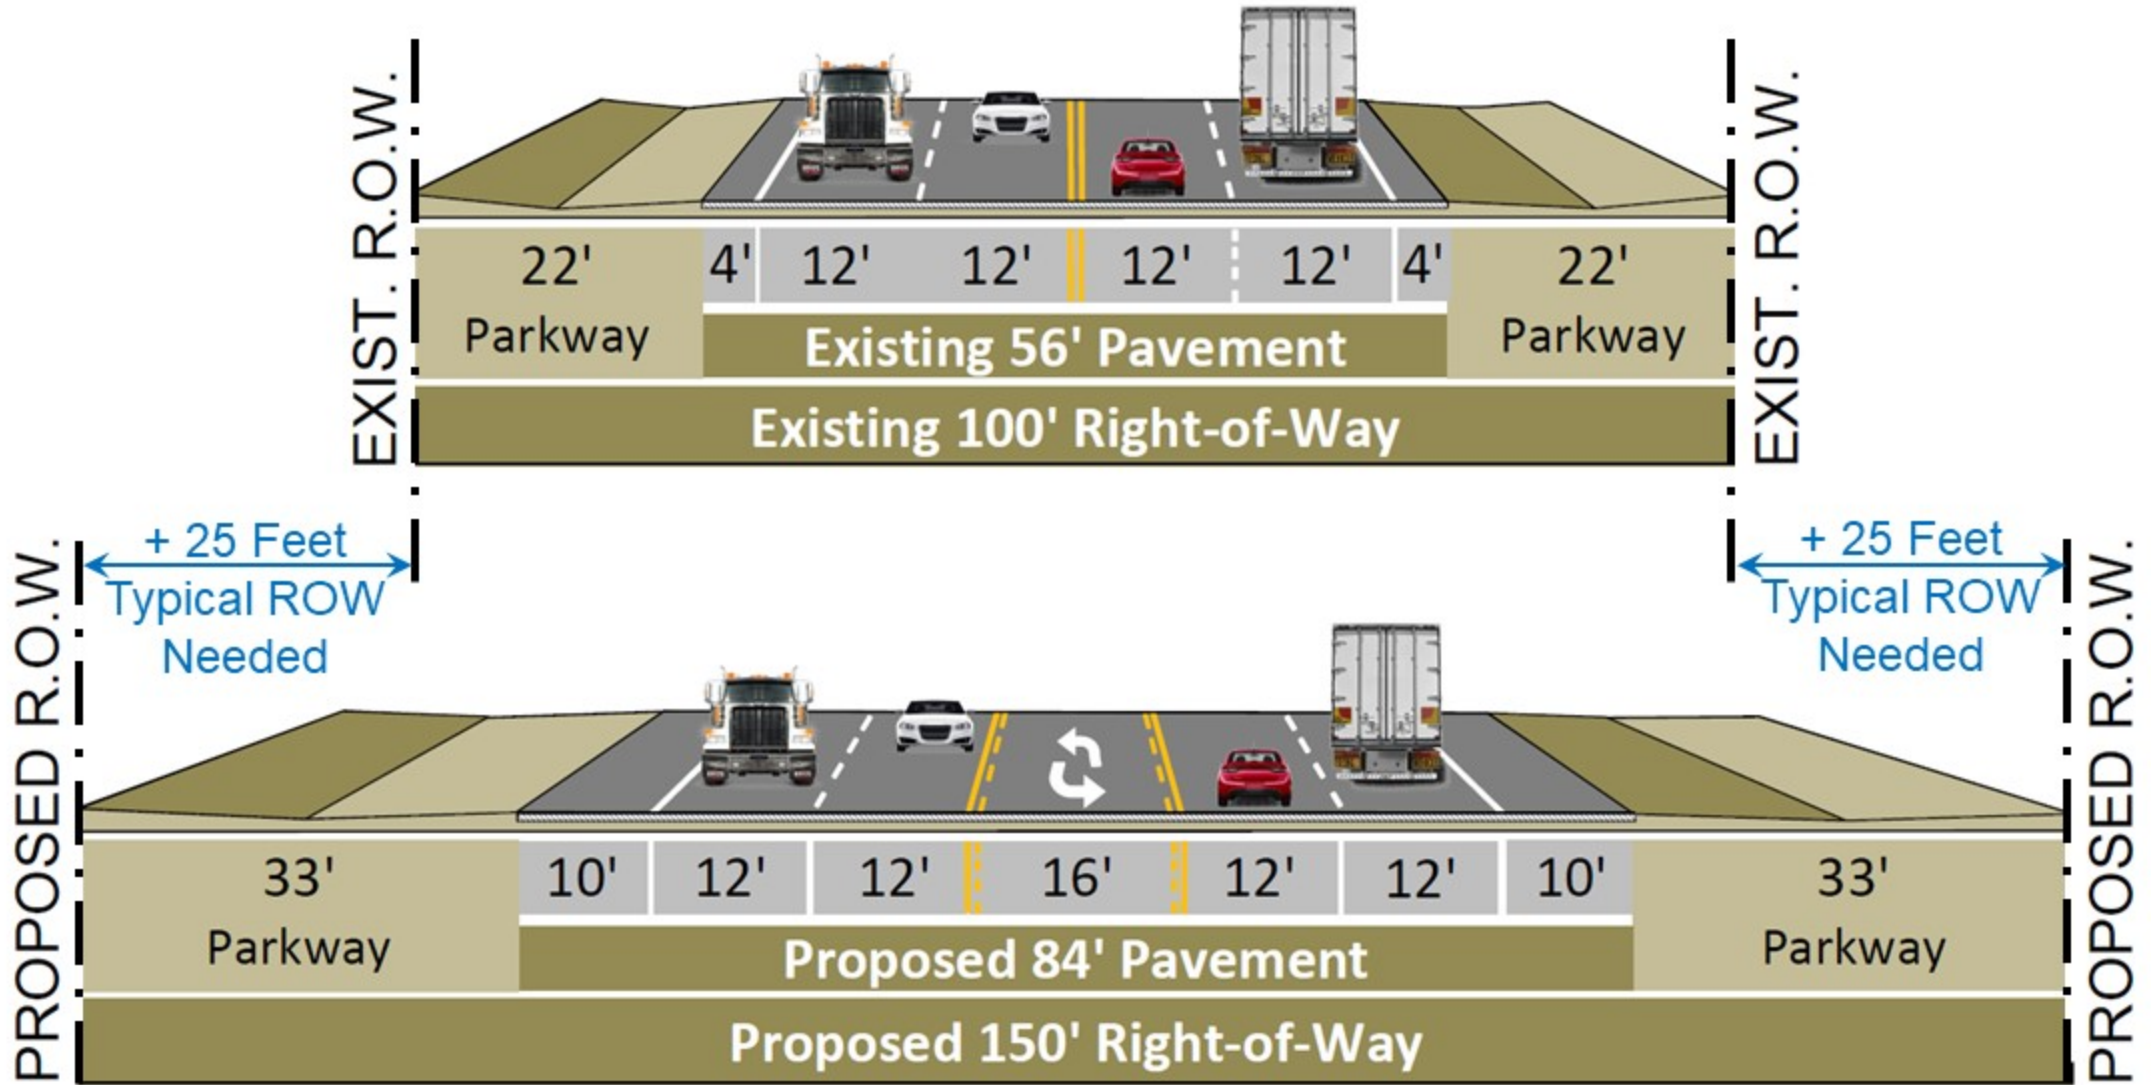 EXIST. R.O.W.
EXIST. R.O.W.
22'
Parkway
4' 12' 12' 12' 12' 4'
22'
Parkway
Existing 56' Pavement
Existing 100' Right-of-Way
+ 25 Feet
Typical ROW
Needed
+ 25 Feet
Typical ROW
Needed
PROPOSED R.O.W.
PROPOSED R.O.W.
33'
Parkway
10' 12' 12' 16' 12' 12' 10'
33'
Parkway
Proposed 84' Pavement
Proposed 150' Right-of-Way